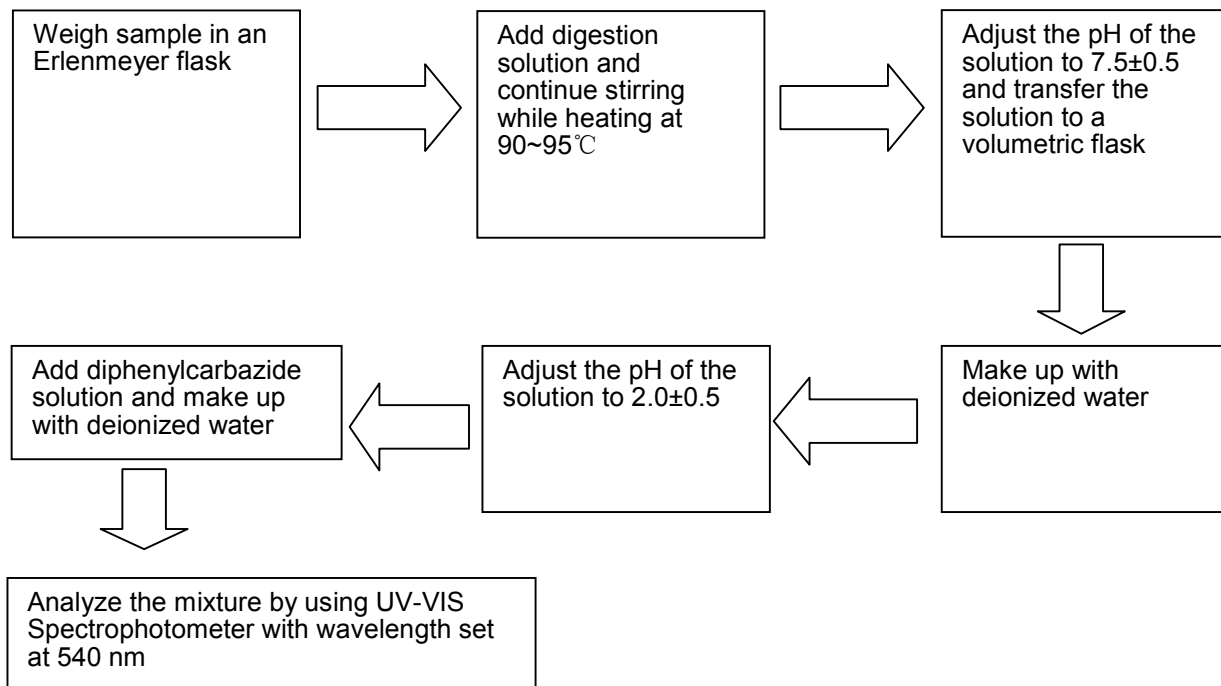 Weigh sample in an
Erlenmeyer flask
Add digestion
solution and
continue stirring
while heating at
90~95℃
Adjust the pH of the
solution to 7.5±0.5
and transfer the
solution to a
volumetric flask
Make up with
deionized water
Adjust the pH of the
solution to 2.0±0.5
Add diphenylcarbazide
solution and make up
with deionized water
Analyze the mixture by using UV-VIS
Spectrophotometer with wavelength set
at 540 nm